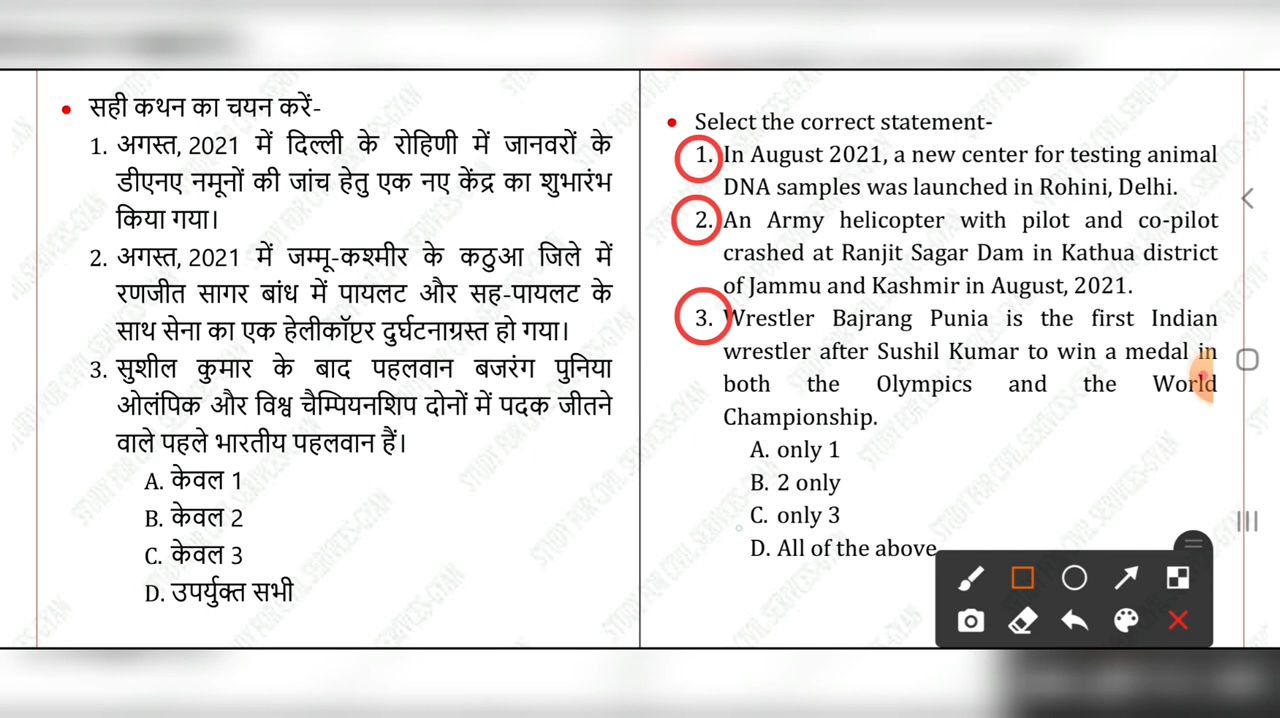 सही कथन का चयन करें-
1. अगस्त, 2021 में दिल्ली के रोहिणी में जानवरों के
डीएनए नमूनों की जांच हेतु एक नए केंद्र का शुभारंभ
किया गया।
2. अगस्त, 2021 में जम्मू-कश्मीर के कठुआ जिले में
रणजीत सागर बांध में पायलट और सह-पायलट के
साथ सेना का एक हेलीकॉप्टर दुर्घटनाग्रस्त हो गया।
3. सुशील कुमार के बाद पहलवान बजरंग पुनिया
ओलंपिक और विश्व चैम्पियनशिप दोनों में पदक जीतने
वाले पहले भारतीय पहलवान हैं।
A. केवल 1
B. केवल 2
C. केवल 3
D. उपर्युक्त सभी
Select the correct statement-
1. In August 2021, a new center for testing animal
DNA samples was launched in Rohini, Delhi.
2. An Army helicopter with pilot and co-pilot
crashed at Ranjit Sagar Dam in Kathua district
of Jammu and Kashmir in August, 2021.
3. Wrestler Bajrang Punia is the first Indian
wrestler after Sushil Kumar to win a medal in
both the Olympics and the World
Championship.
A. only 1
B. 2 only
C. only 3
D. All of the above
STUDY FOR CIVIL SERVICES-GYAN